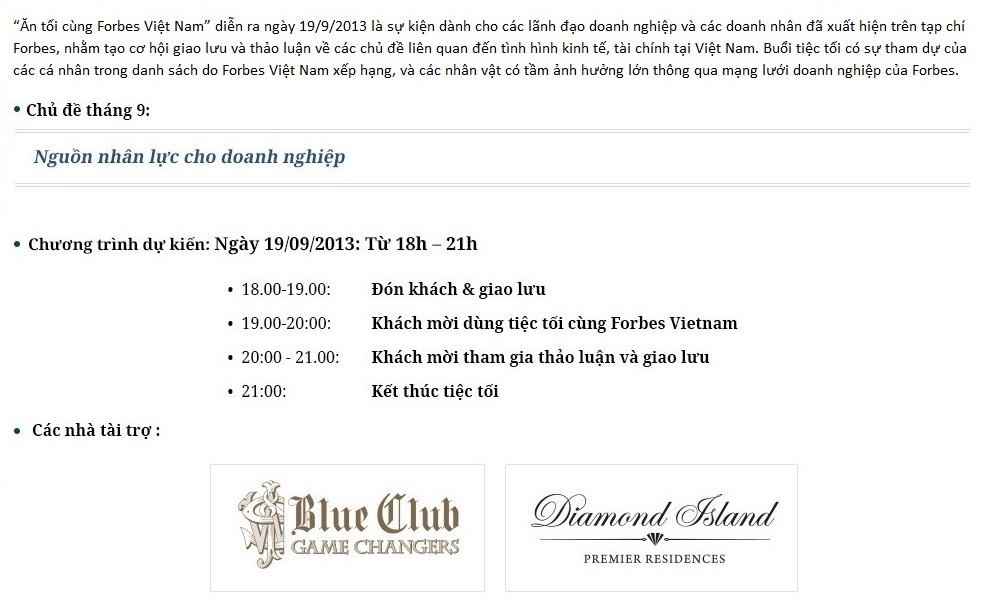 “Ăn tối cùng Forbes Việt Nam” diễn ra ngày 19/9/2013 là sự kiện dành cho các lãnh đạo doanh nghiệp và các doanh nhân đã xuất hiện trên tạp chí
Forbes, nhằm tạo cơ hội giao lưu và thảo luận về các chủ đề liên quan đến tình hình kinh tế, tài chính tại Việt Nam. Buổi tiệc tối có sự tham dự của
các cá nhân trong danh sách do Forbes Việt Nam xếp hạng, và các nhân vật có tầm ảnh hưởng lớn thông qua mạng lưới doanh nghiệp của Forbes.
• Chủ đề tháng 9:
Nguồn nhân lực cho doanh nghiệp
• Chương trình dự kiến: Ngày 19/09/2013: Từ 18h – 21h
• 18.00-19.00: Đón khách & giao lưu
• 19.00-20:00: Khách mời dùng tiệc tối cùng Forbes Vietnam
• 20:00 - 21.00: Khách mời tham gia thảo luận và giao lưu
• 21:00: Kết thúc tiệc tối
• Các nhà tài trợ :
Blue Club
GAME CHANGERS
Diamond Island
PREMIER RESIDENCES